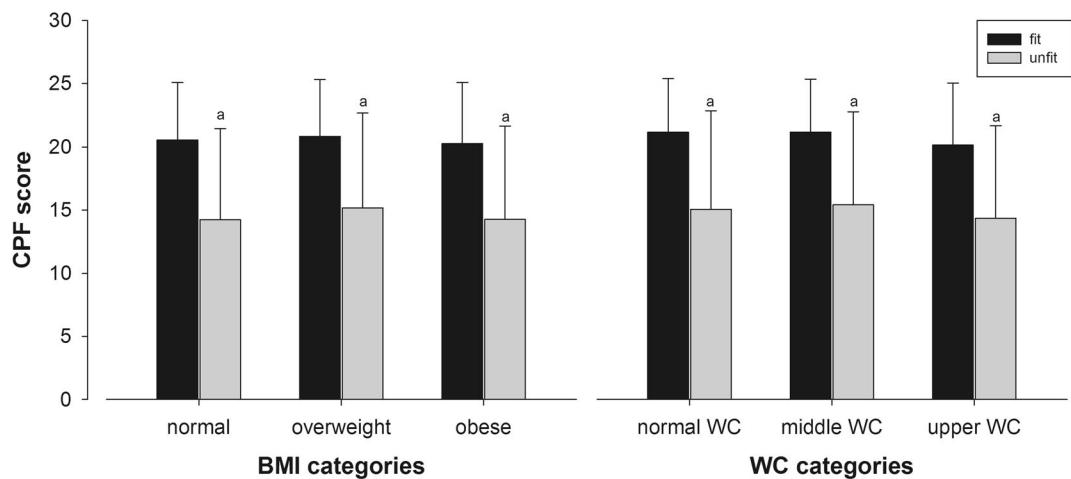 30
25
20
15
10
5
0
CPF score
fit
unfit
a
a
a
a
a
a
normal
overweight
obese
normal WC
middle WC
upper WC
BMI categories
WC categories